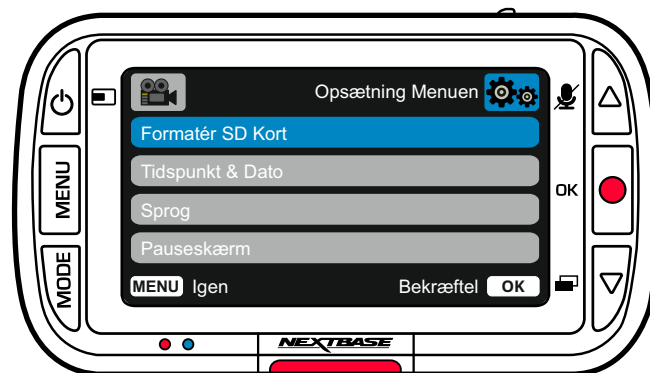 Opsætning Menuen
Formatér SD Kort
Tidspunkt & Dato
Sprog
Pauseskærm
MENU Igen Bekræftel OK
MENU
MODE
OK
NEXTBASE